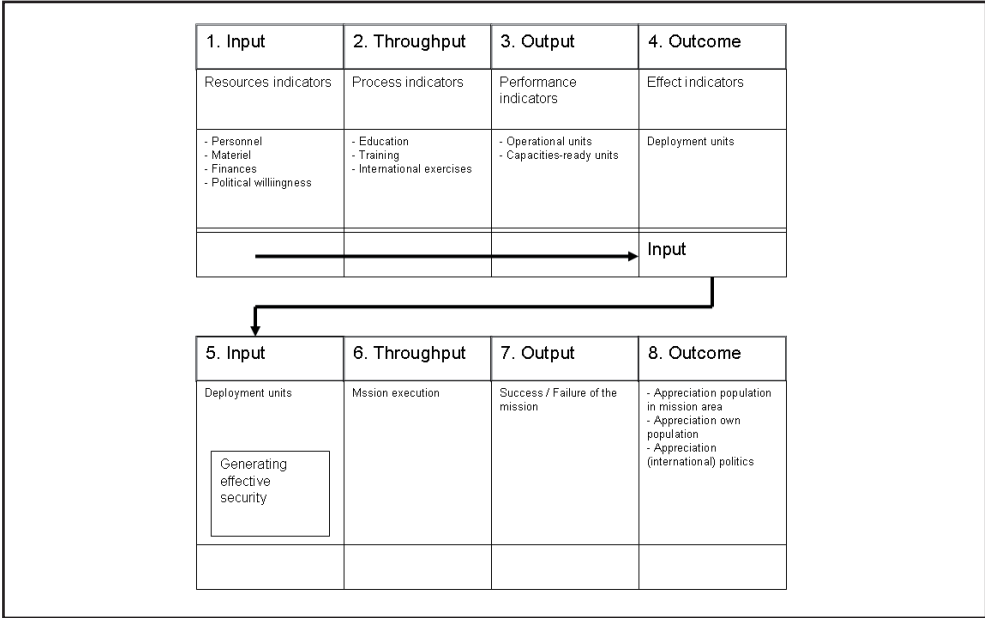 1. Input
2. Throughput
3. Output
4. Outcome
Resources indicators
Process indicators
Performance
indicators
Effect indicators
- Personnel
- Materiel
- Finances
- Political williingness
- Education
- Training
- International exercises
- Operational units
- Capacities-ready units
Deployment units
Input
5. Input
6. Throughput
7. Output
8. Outcome
Deployment units
Generating
effective
security
Mssion execution
Success / Failure of the
mission
- Appreciation population
in mission area
- Appreciation own
population
- Appreciation
(international) politics